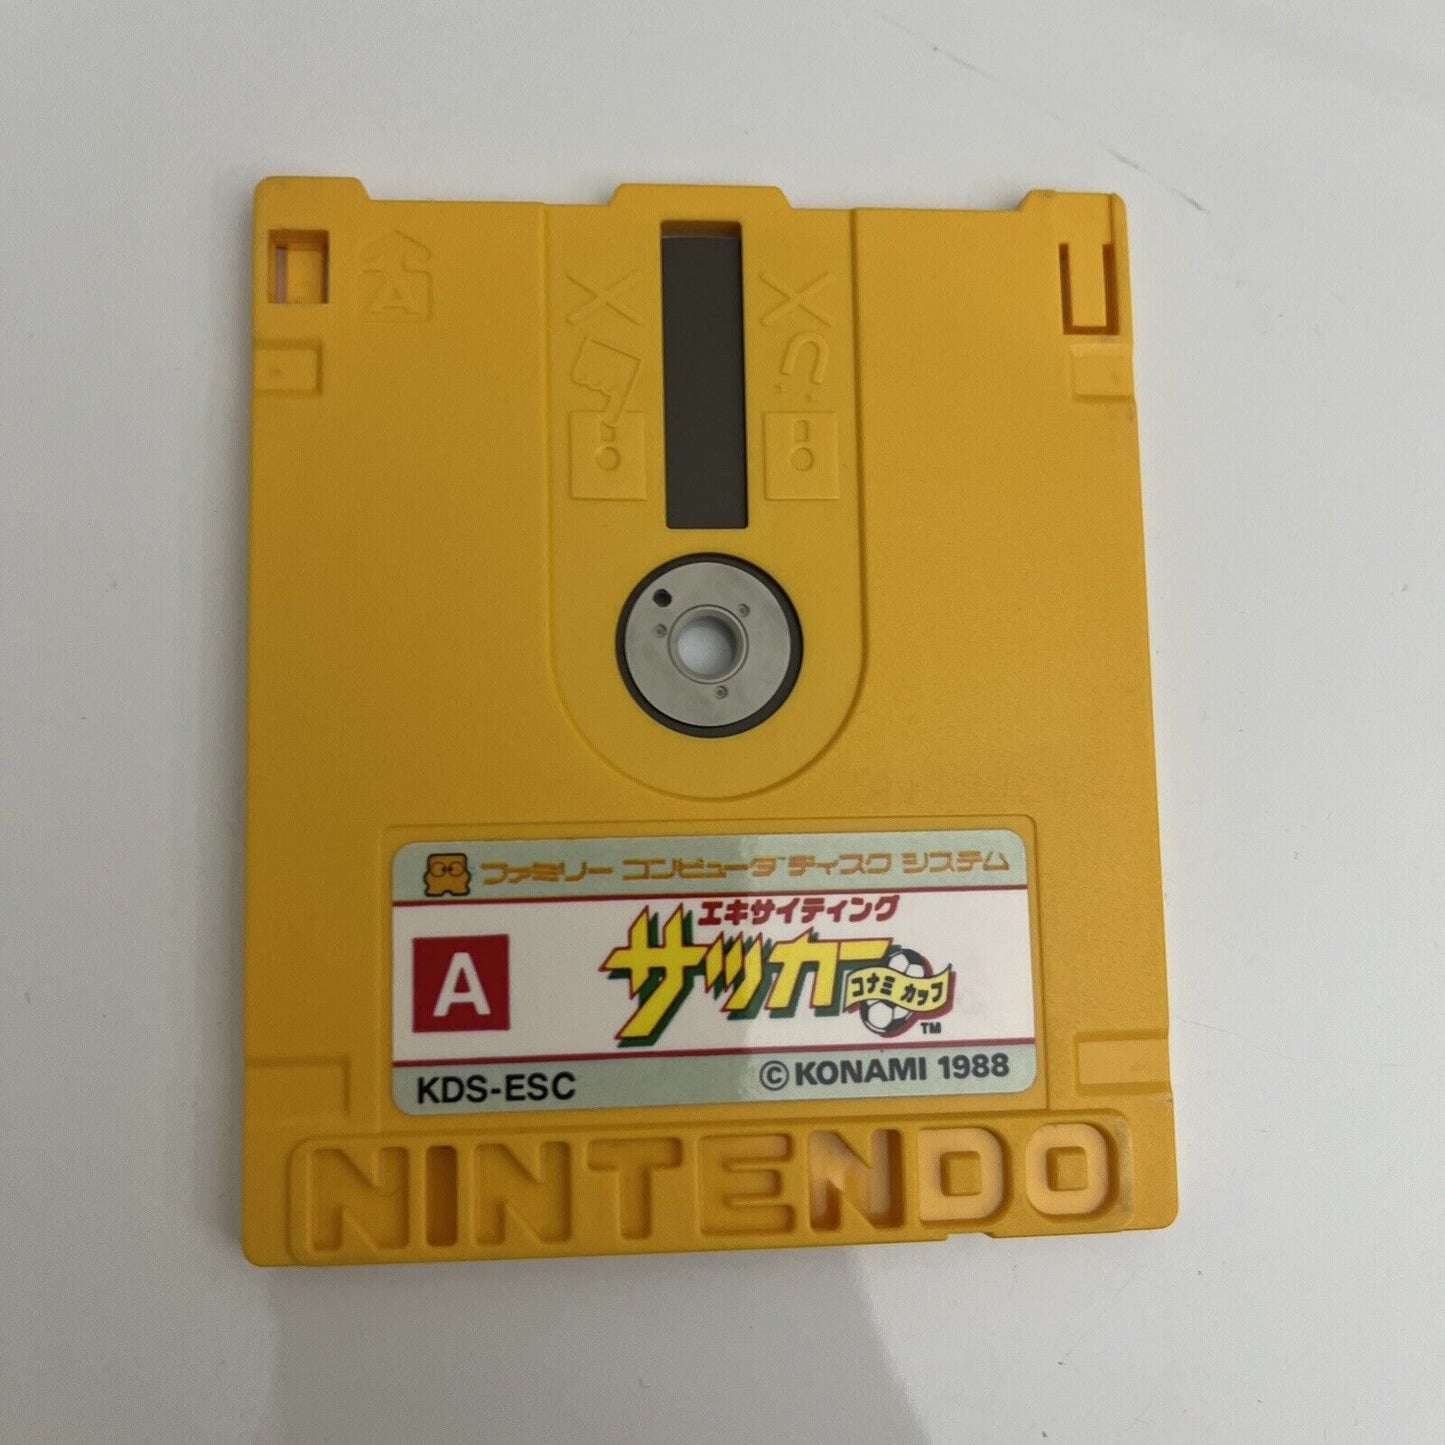 A
ファミリー コンピュータ ディスク システム
エキサイティング
A
サッカー
コナミ カップ
TM
KDS-ESC
©KONAMI 1988
NINTENDO